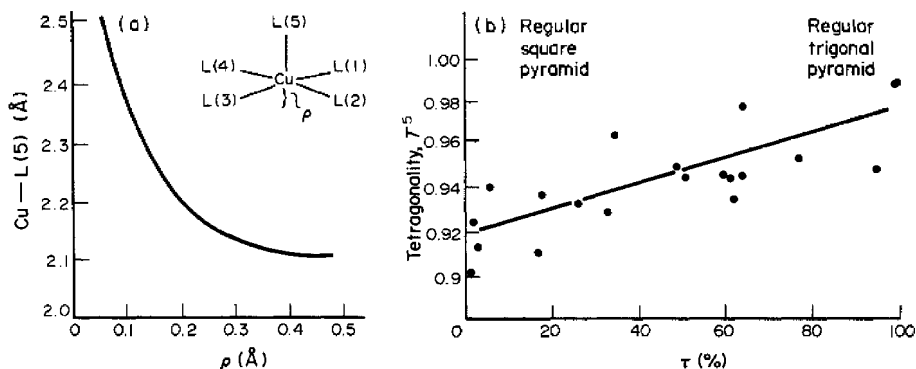 (a)
2.5
2.4
2.3
2.2
2.1
2.0
Cu—L(5) (Å)
L(5)
L(4)
Cu
L(1)
L(3)
L(2)
ρ
0 0.1 0.2 0.3 0.4 0.5
ρ (Å)
(b)
Regular
square
pyramid
Regular
trigonal
pyramid
1.00
0.98
0.96
0.94
0.92
0.9
Tetragonality, T⁵
0 20 40 60 80 100
τ (%)